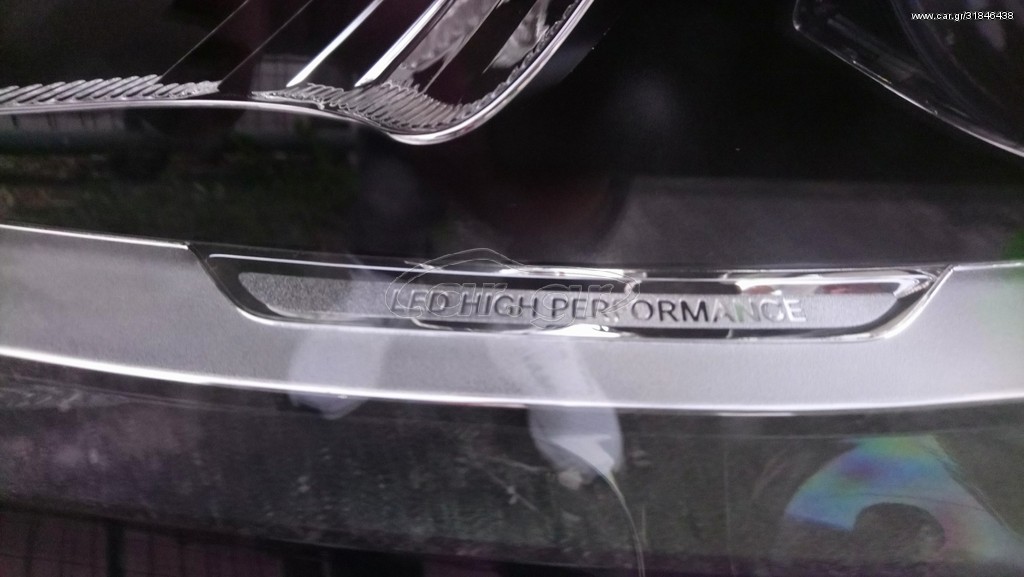 www.car.gr/31846438
LED HIGH PERFORMANCE